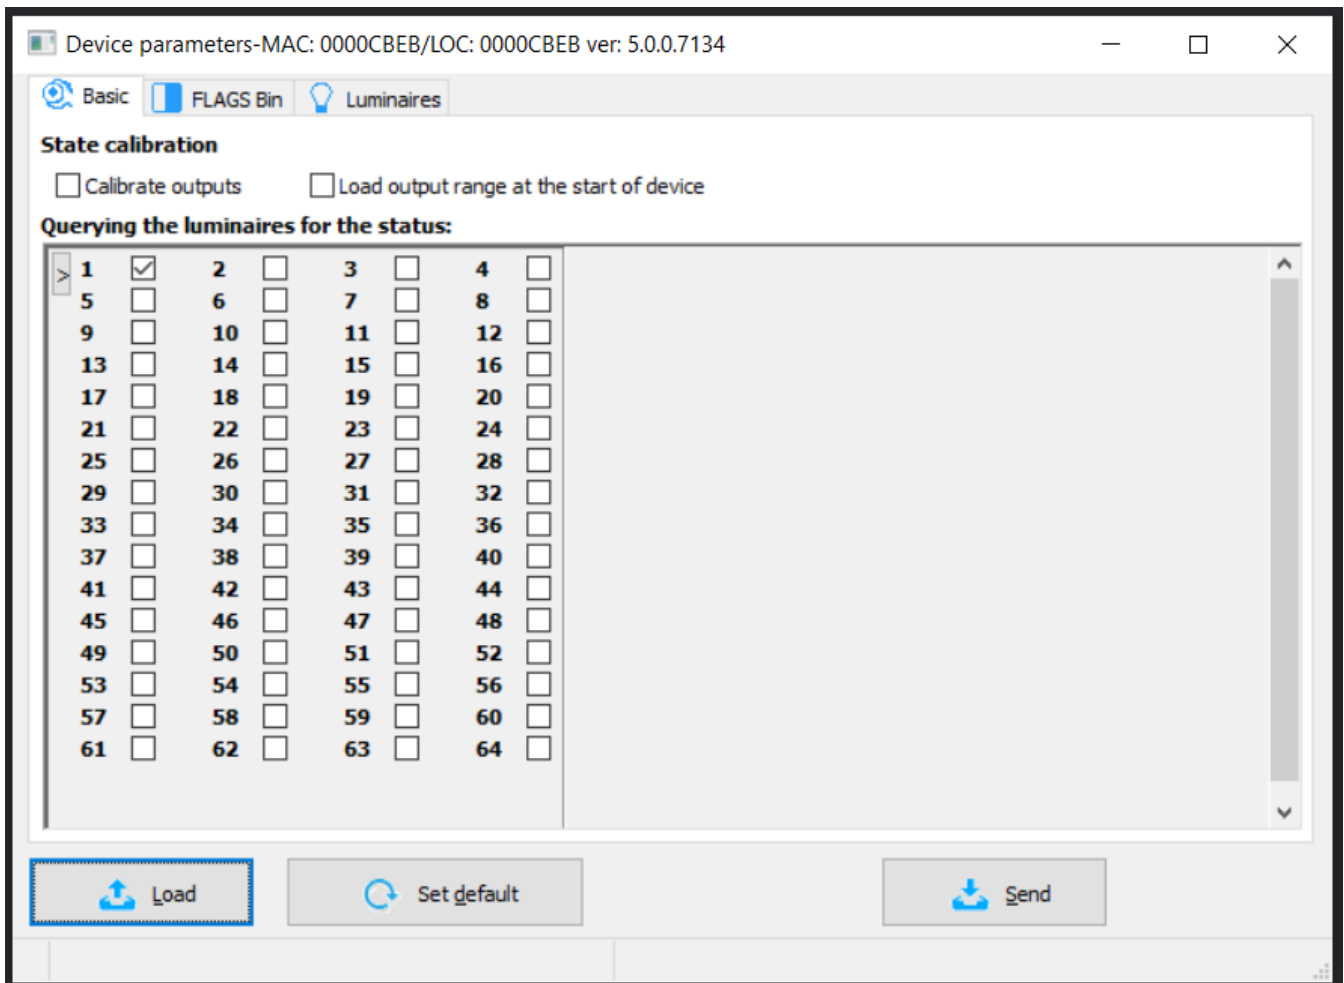 Device parameters-MAC: 0000CBEB/LOC: 0000CBEB ver: 5.0.0.7134
Basic FLAGS Bin Luminaires
State calibration
Calibrate outputs Load output range at the start of device
Querying the luminaires for the status:
> 1 2 3 4
5 6 7 8
9 10 11 12
13 14 15 16
17 18 19 20
21 22 23 24
25 26 27 28
29 30 31 32
33 34 35 36
37 38 39 40
41 42 43 44
45 46 47 48
49 50 51 52
53 54 55 56
57 58 59 60
61 62 63 64
Load Set default Send